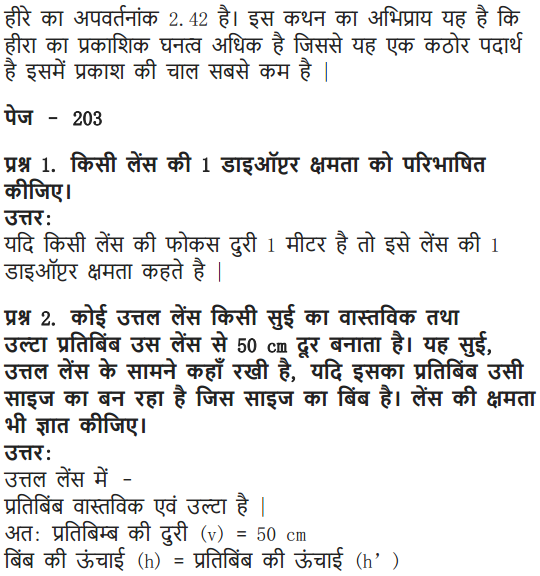 हीरे का अपवर्तनांक 2.42 है। इस कथन का अभिप्राय यह है कि
हीरा का प्रकाशिक घनत्व अधिक है जिससे यह एक कठोर पदार्थ
है इसमें प्रकाश की चाल सबसे कम है |
पेज - 203
प्रश्न 1. किसी लेंस की 1 डाइऑप्टर क्षमता को परिभाषित
कीजिए।
उत्तर:
यदि किसी लेंस की फोकस दुरी 1 मीटर है तो इसे लेंस की 1
डाइऑप्टर क्षमता कहते है |
प्रश्न 2. कोई उत्तल लेंस किसी सुई का वास्तविक तथा
उल्टा प्रतिबिंब उस लेंस से 50 cm दूर बनाता है। यह सुई,
उत्तल लेंस के सामने कहाँ रखी है, यदि इसका प्रतिबिंब उसी
साइज का बन रहा है जिस साइज का बिंब है। लेंस की क्षमता
भी ज्ञात कीजिए।
उत्तर:
उत्तल लेंस में -
प्रतिबिंब वास्तविक एवं उल्टा है |
अत: प्रतिबिम्ब की दुरी (v) = 50 cm
बिंब की ऊंचाई (h) = प्रतिबिंब की ऊंचाई (h’ )